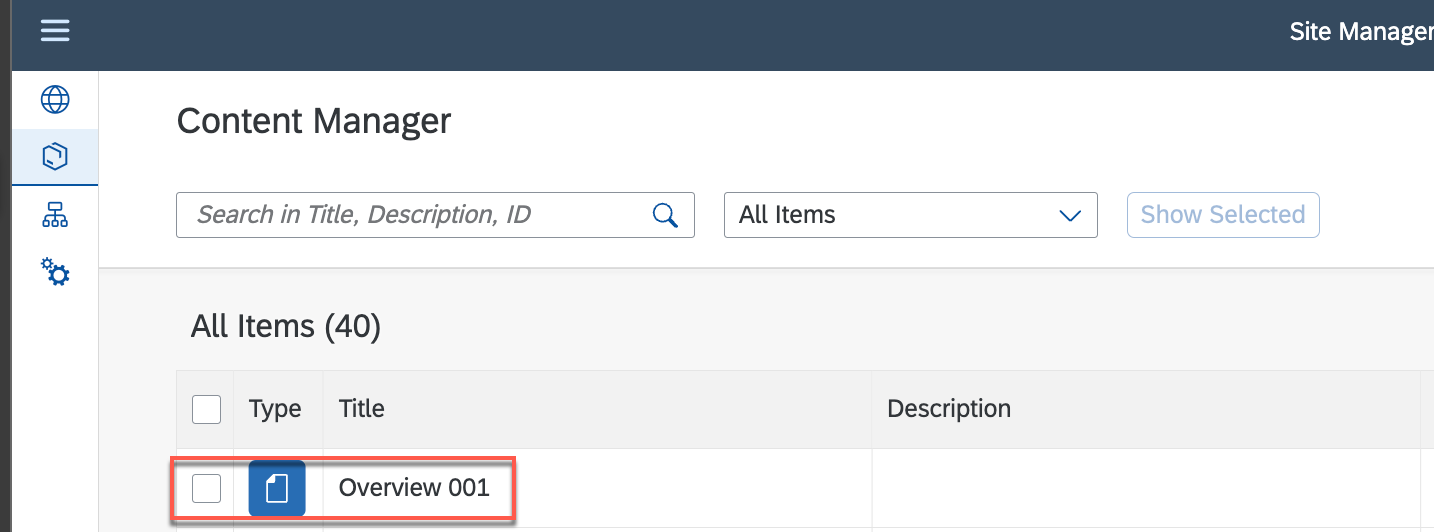 Site Manager
Content Manager
Search in Title, Description, ID
All Items
Show Selected
All Items (40)
Type Title Description
Overview 001